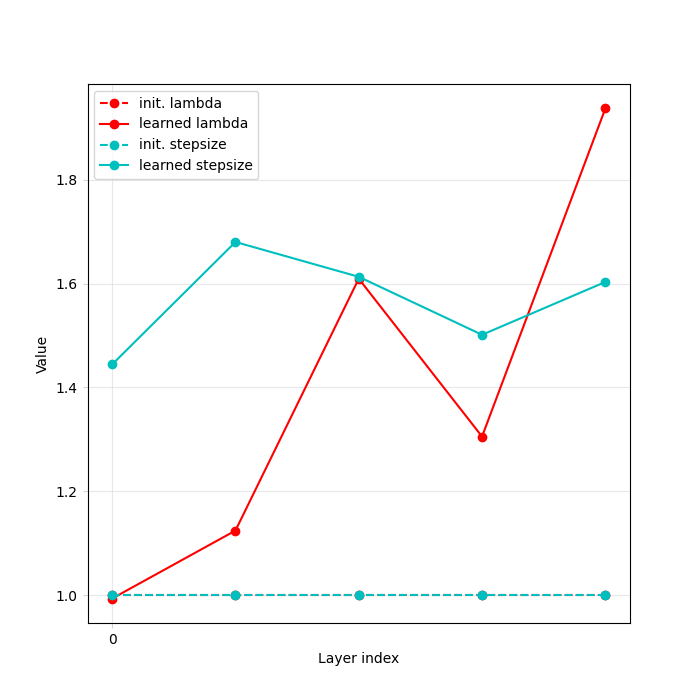 init. lambda
learned lambda
init. stepsize
learned stepsize
1.8
1.6
1.4
1.2
1.0
Value
0
Layer index